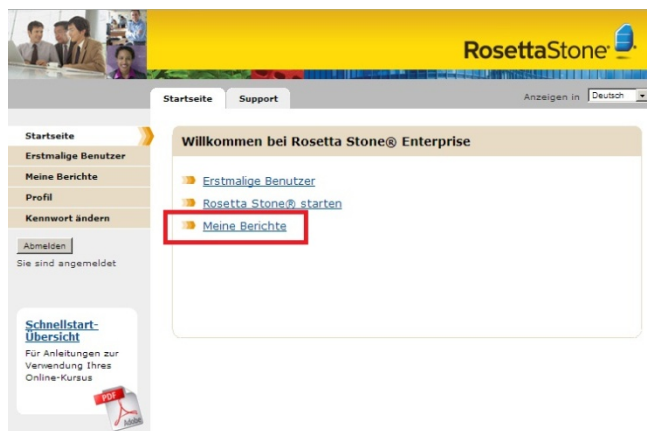 RosettaStone
Startseite
Support
Anzeigen in
Deutsch
Startseite
Erstmalige Benutzer
Meine Berichte
Profil
Kennwort ändern
Abmelden
Sie sind angemeldet
Schnellstart-
Übersicht
Für Anleitungen zur
Verwendung Ihres
Online-Kursus
PDF
Adobe
Willkommen bei Rosetta Stone® Enterprise
Erstmalige Benutzer
Rosetta Stone® starten
Meine Berichte